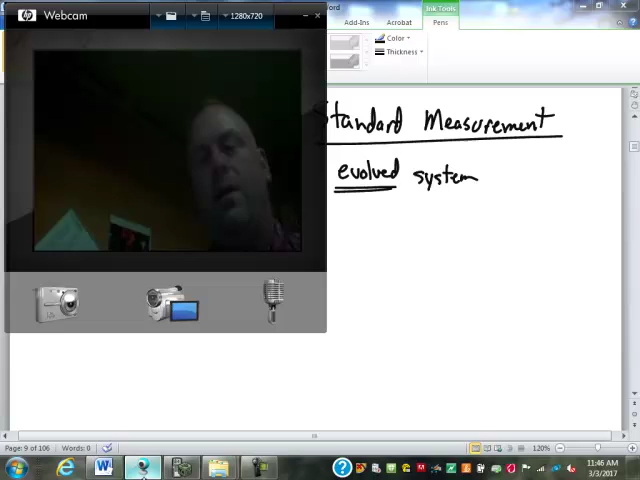 Webcam
1280x720
Word
Ink Tools
Add-Ins
Acrobat
Pens
Color
Thickness
Standard Measurement
evolved system
Page: 9 of 106
Words: 0
120%
11:46 AM
3/3/2017